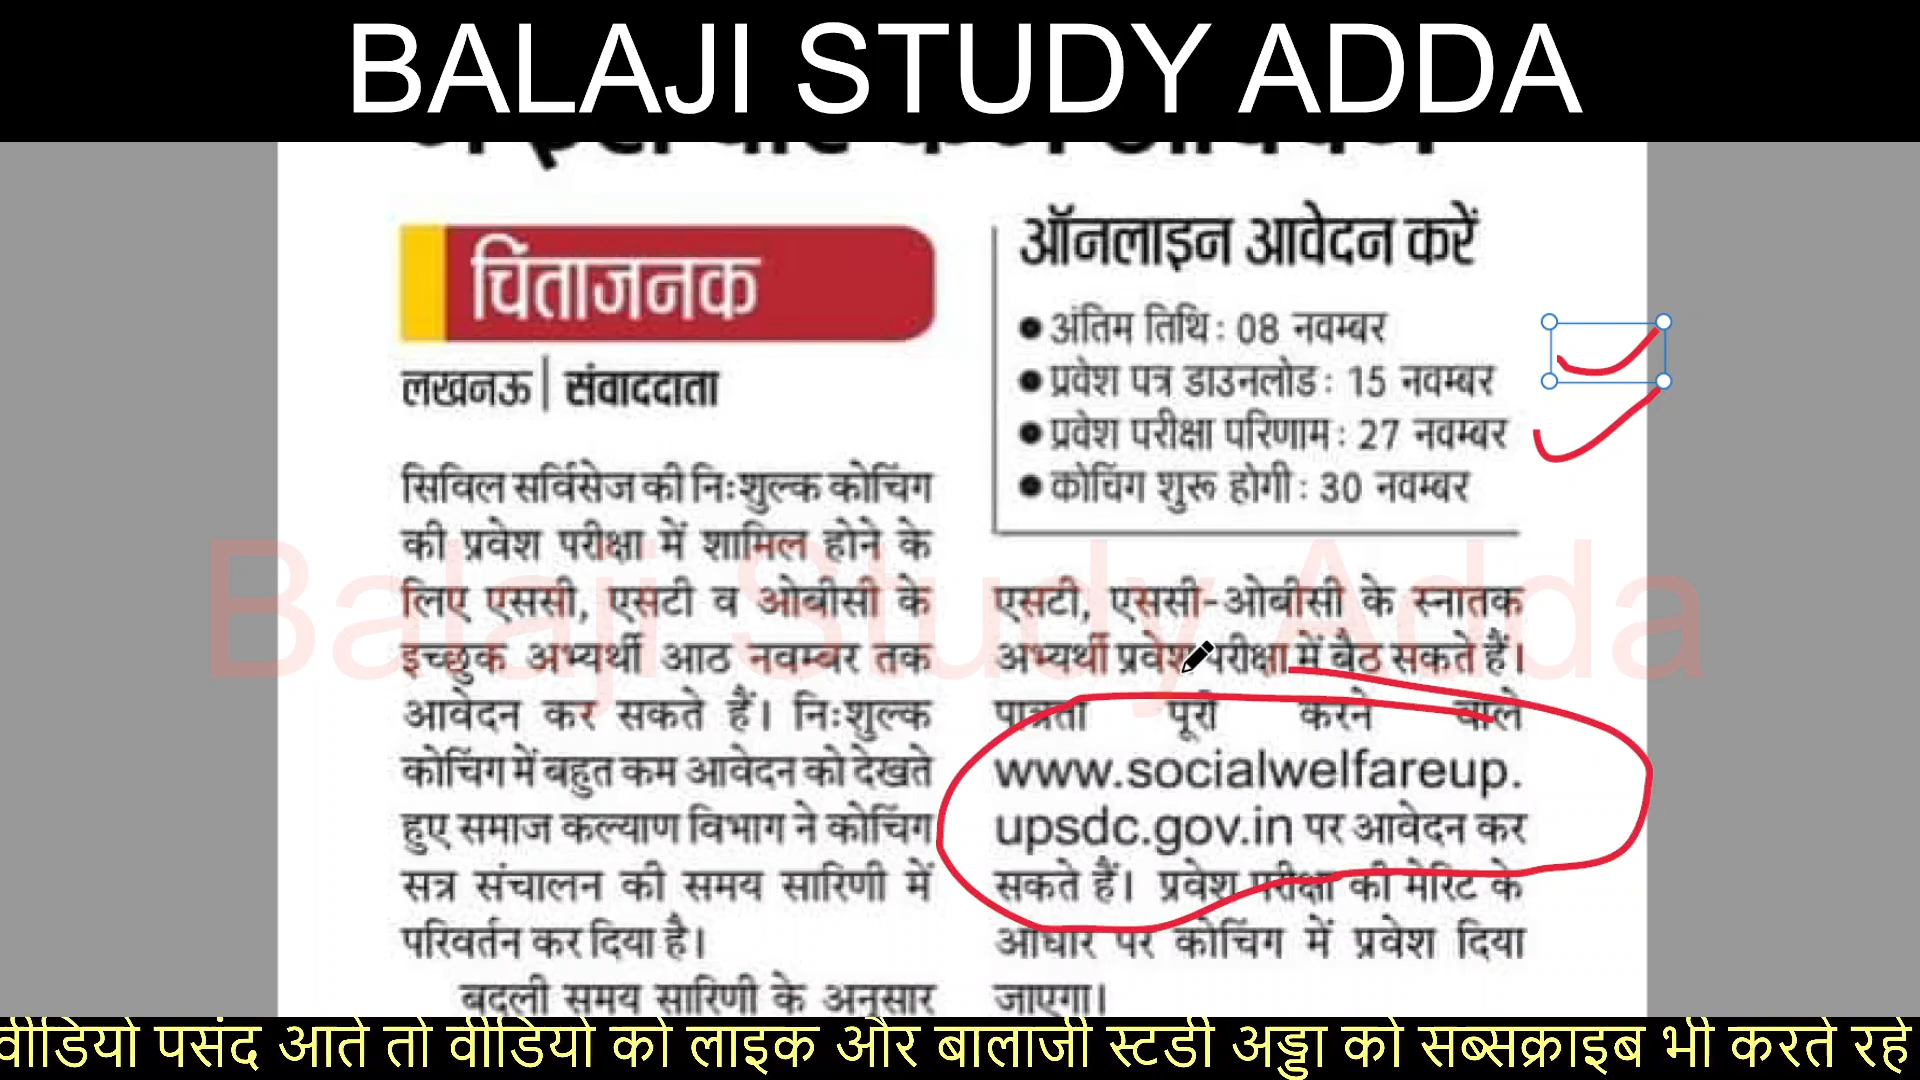 BALAJI STUDY ADDA
चिंताजनक
लखनऊ | संवाददाता
सिविल सर्विसेज की निःशुल्क कोचिंग
की प्रवेश परीक्षा में शामिल होने के
लिए एससी, एसटी व ओबीसी के
इच्छुक अभ्यर्थी आठ नवम्बर तक
आवेदन कर सकते हैं। निःशुल्क
कोचिंग में बहुत कम आवेदन को देखते
हुए समाज कल्याण विभाग ने कोचिंग
सत्र संचालन की समय सारिणी में
परिवर्तन कर दिया है।
बदली समय सारिणी के अनुसार
ऑनलाइन आवेदन करें
● अंतिम तिथि: 08 नवम्बर
● प्रवेश पत्र डाउनलोड: 15 नवम्बर
● प्रवेश परीक्षा परिणाम: 27 नवम्बर
● कोचिंग शुरू होगी: 30 नवम्बर
एसटी, एससी-ओबीसी के स्नातक
अभ्यर्थी प्रवेश परीक्षा में बैठ सकते हैं।
पात्रता पूरी करने वाले
www.socialwelfareup.
upsdc.gov.in पर आवेदन कर
सकते हैं। प्रवेश परीक्षा की मेरिट के
आधार पर कोचिंग में प्रवेश दिया
जाएगा।
Balaji Study Adda
वीडियो पसंद आते तो वीडियो को लाइक और बालाजी स्टडी अड्डा को सब्सक्राइब भी करते रहे